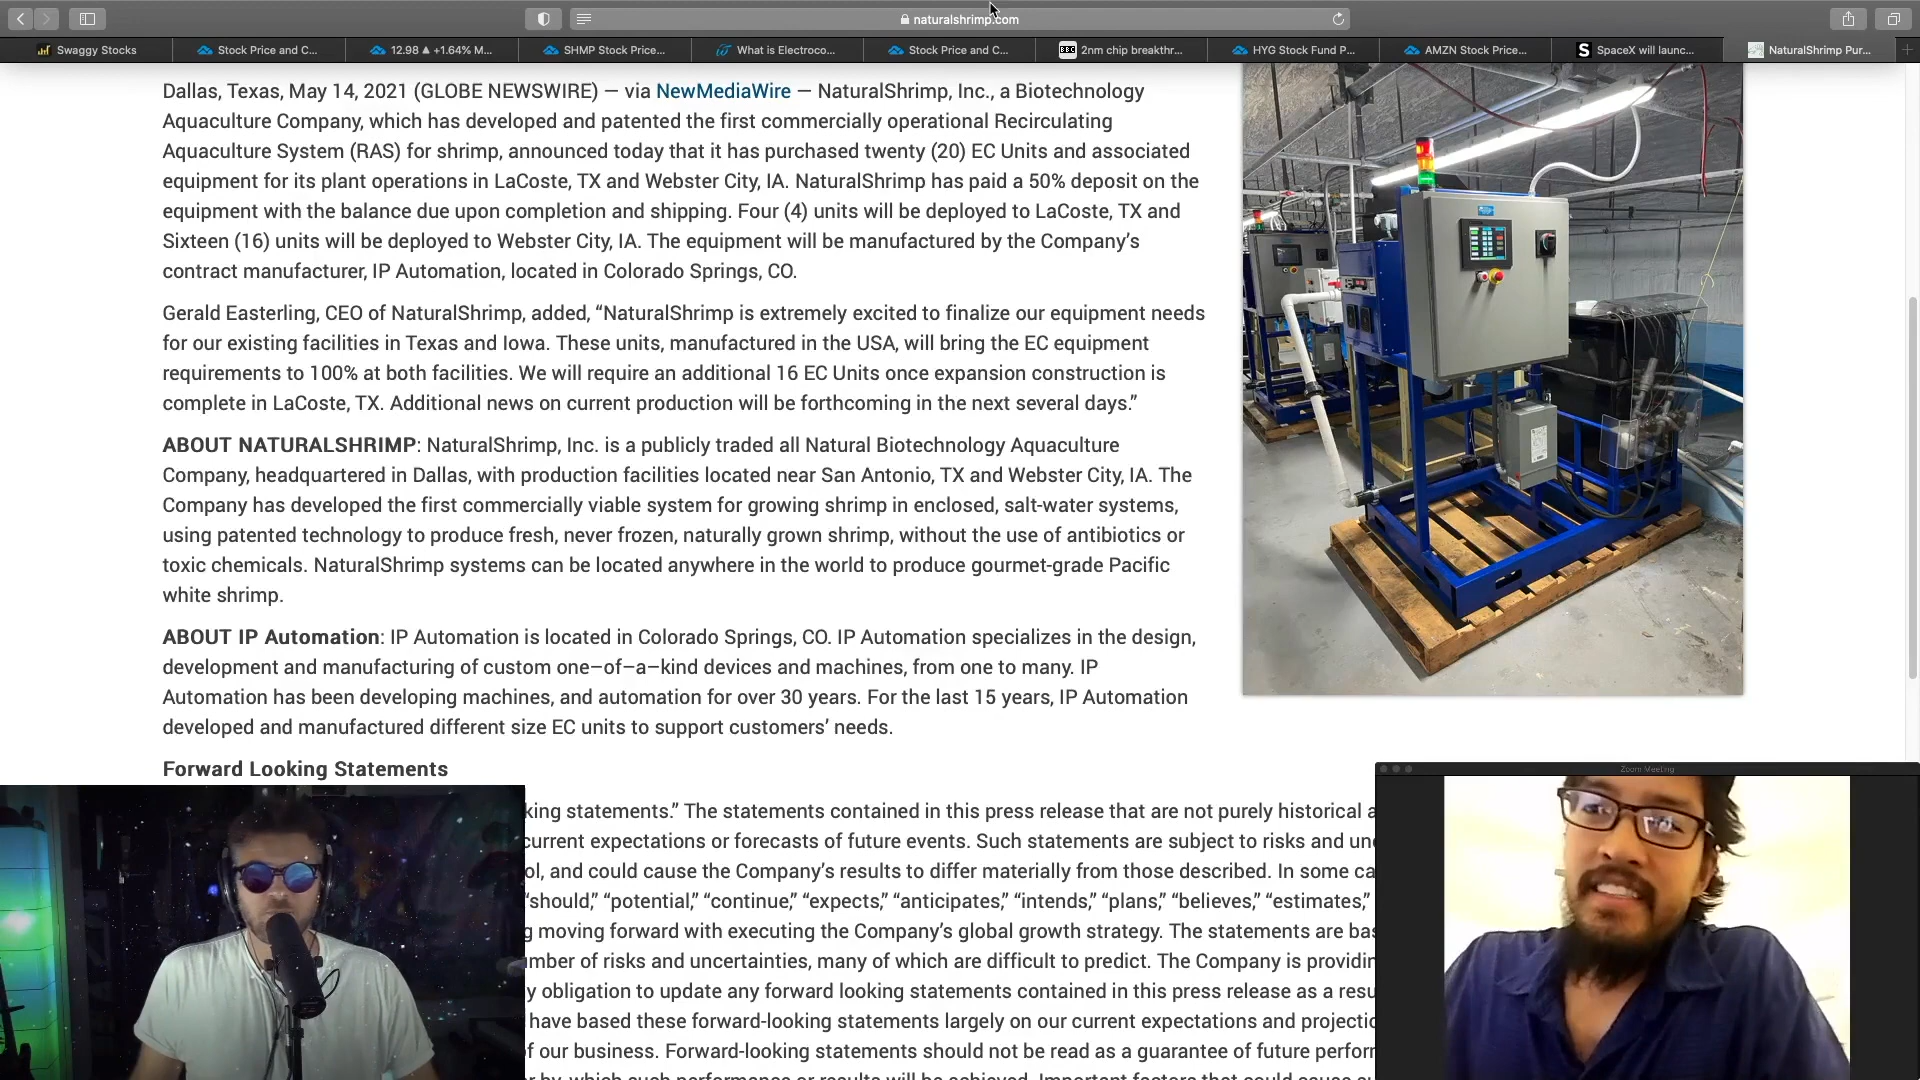 naturalshrimp.com
Swaggy Stocks
Stock Price and C...
12.98 ▲ +1.64% M...
SHMP Stock Price...
What is Electroco...
Stock Price and C...
BBC 2nm chip breakthr...
HYG Stock Fund P...
AMZN Stock Price...
S SpaceX will launc...
NaturalShrimp Pur...
Dallas, Texas, May 14, 2021 (GLOBE NEWSWIRE) — via NewMediaWire — NaturalShrimp, Inc., a Biotechnology
Aquaculture Company, which has developed and patented the first commercially operational Recirculating
Aquaculture System (RAS) for shrimp, announced today that it has purchased twenty (20) EC Units and associated
equipment for its plant operations in LaCoste, TX and Webster City, IA. NaturalShrimp has paid a 50% deposit on the
equipment with the balance due upon completion and shipping. Four (4) units will be deployed to LaCoste, TX and
Sixteen (16) units will be deployed to Webster City, IA. The equipment will be manufactured by the Company’s
contract manufacturer, IP Automation, located in Colorado Springs, CO.
Gerald Easterling, CEO of NaturalShrimp, added, “NaturalShrimp is extremely excited to finalize our equipment needs
for our existing facilities in Texas and Iowa. These units, manufactured in the USA, will bring the EC equipment
requirements to 100% at both facilities. We will require an additional 16 EC Units once expansion construction is
complete in LaCoste, TX. Additional news on current production will be forthcoming in the next several days.”
ABOUT NATURALSHRIMP: NaturalShrimp, Inc. is a publicly traded all Natural Biotechnology Aquaculture
Company, headquartered in Dallas, with production facilities located near San Antonio, TX and Webster City, IA. The
Company has developed the first commercially viable system for growing shrimp in enclosed, salt-water systems,
using patented technology to produce fresh, never frozen, naturally grown shrimp, without the use of antibiotics or
toxic chemicals. NaturalShrimp systems can be located anywhere in the world to produce gourmet-grade Pacific
white shrimp.
ABOUT IP Automation: IP Automation is located in Colorado Springs, CO. IP Automation specializes in the design,
development and manufacturing of custom one–of–a–kind devices and machines, from one to many. IP
Automation has been developing machines, and automation for over 30 years. For the last 15 years, IP Automation
developed and manufactured different size EC units to support customers’ needs.
Forward Looking Statements
Zoom Meeting
king statements.” The statements contained in this press release that are not purely historical
current expectations or forecasts of future events. Such statements are subject to risks and
and could cause the Company’s results to differ materially from those described. In some
“should,” “potential,” “continue,” “expects,” “anticipates,” “intends,” “plans,” “believes,” “estimates,”
moving forward with executing the Company’s global growth strategy. The statements are
number of risks and uncertainties, many of which are difficult to predict. The Company is
obligation to update any forward looking statements contained in this press release as a
have based these forward-looking statements largely on our current expectations and
of our business. Forward-looking statements should not be read as a guarantee of future
by which such performance or results will be achieved. Important factors that could cause